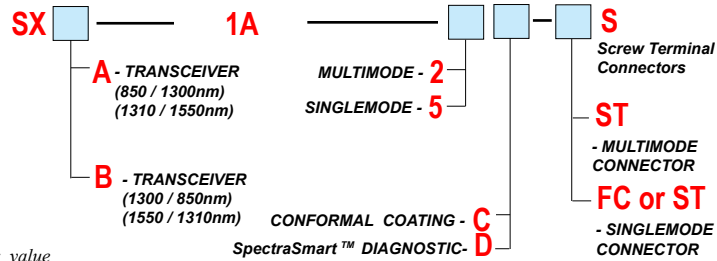 SX — 1A — – S
Screw Terminal
Connectors
A - TRANSCEIVER
(850 / 1300nm)
(1310 / 1550nm)
MULTIMODE - 2
SINGLEMODE - 5
ST
- MULTIMODE
CONNECTOR
B - TRANSCEIVER
(1300 / 850nm)
(1550 / 1310nm)
FC or ST
- SINGLEMODE
CONNECTOR
CONFORMAL COATING - C
SpectraSmart ™ DIAGNOSTIC- D
value